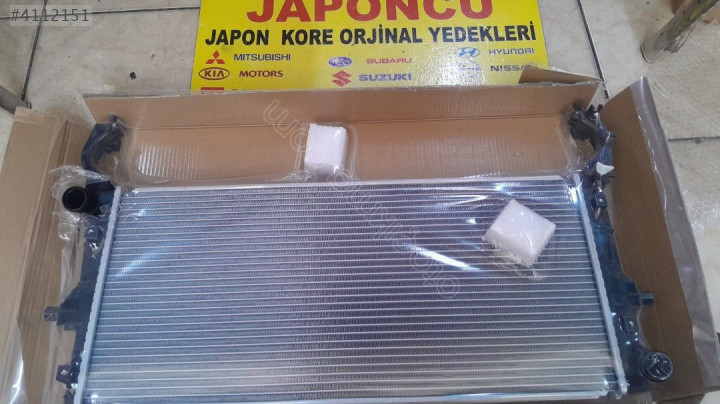 #4112151
JAPONCU
JAPON KORE ORJİNAL YEDEKLERİ
MITSUBISHI SUBARU HYUNDAI
KIA MOTORS SUZUKI NISSA